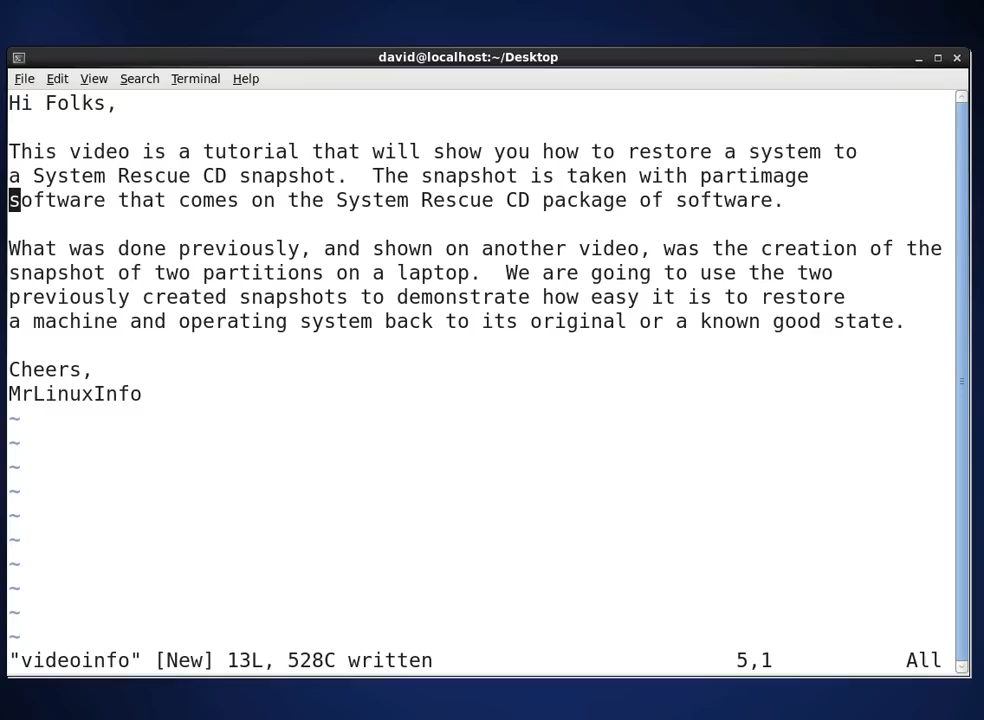 david@localhost:~/Desktop
File Edit View Search Terminal Help
Hi Folks,
This video is a tutorial that will show you how to restore a system to
a System Rescue CD snapshot.  The snapshot is taken with partimage
software that comes on the System Rescue CD package of software.
What was done previously, and shown on another video, was the creation of the
snapshot of two partitions on a laptop.  We are going to use the two
previously created snapshots to demonstrate how easy it is to restore
a machine and operating system back to its original or a known good state.
Cheers,
MrLinuxInfo
~
~
~
~
~
~
~
~
~
~
"videoinfo" [New] 13L, 528C written 5,1 All